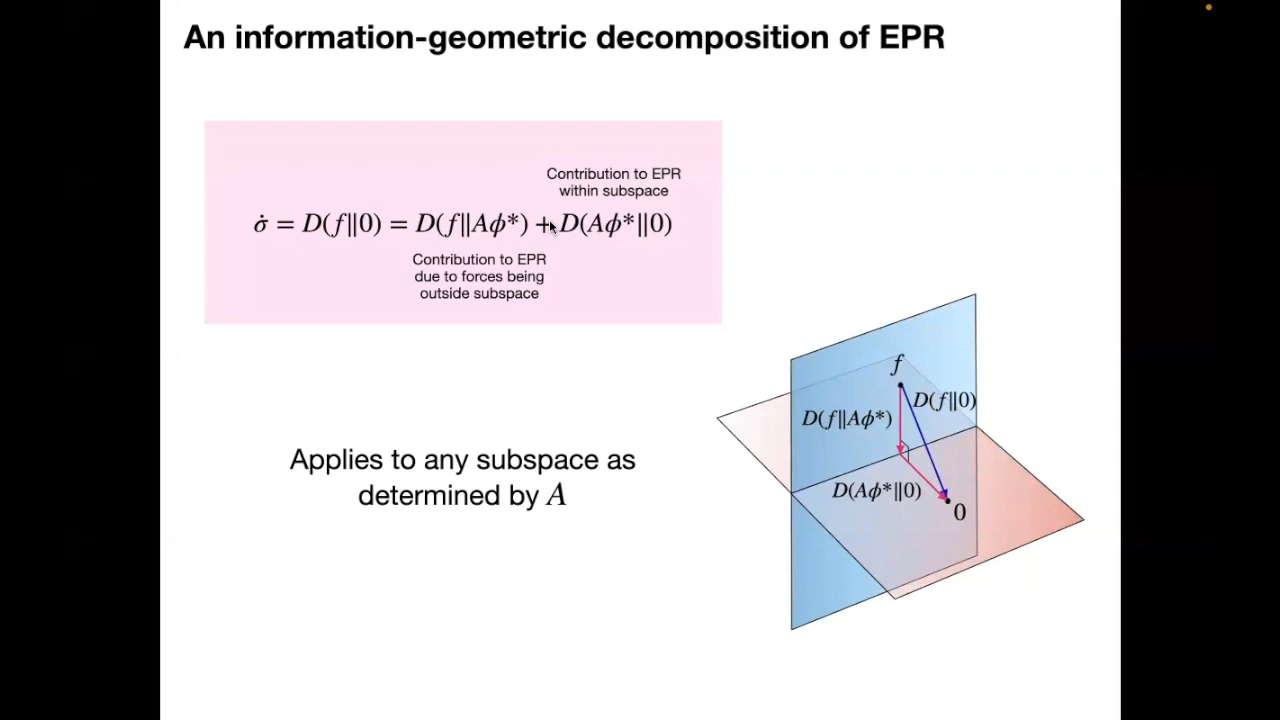 An information-geometric decomposition of EPR
Contribution to EPR
within subspace
σ̇ = D(f∥0) = D(f∥Aϕ*) + D(Aϕ*∥0)
Contribution to EPR
due to forces being
outside subspace
f
D(f∥0)
D(f∥Aϕ*)
Applies to any subspace as
determined by A
D(Aϕ*∥0)
0